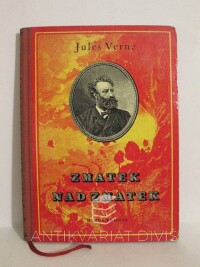 Jules Verne
ZMATEK
NAD ZMATEK
ANTIKVARIÁT DIVIŠ